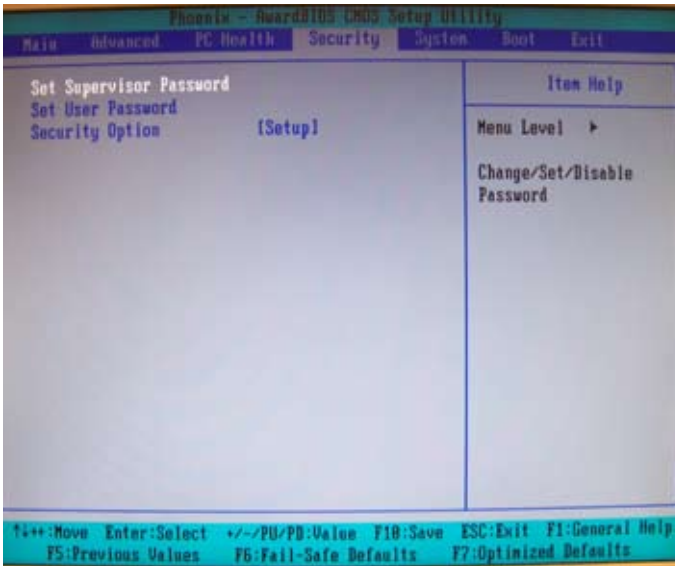 Phoenix - AwardBIOS CMOS Setup Utility
Main Advanced PC Health Security System Boot Exit
Set Supervisor Password
Set User Password
Security Option [Setup]
Item Help
Menu Level ▸
Change/Set/Disable
Password
↑↓→←:Move Enter:Select +/-/PU/PD:Value F10:Save ESC:Exit F1:General Help
F5:Previous Values F6:Fail-Safe Defaults F7:Optimized Defaults